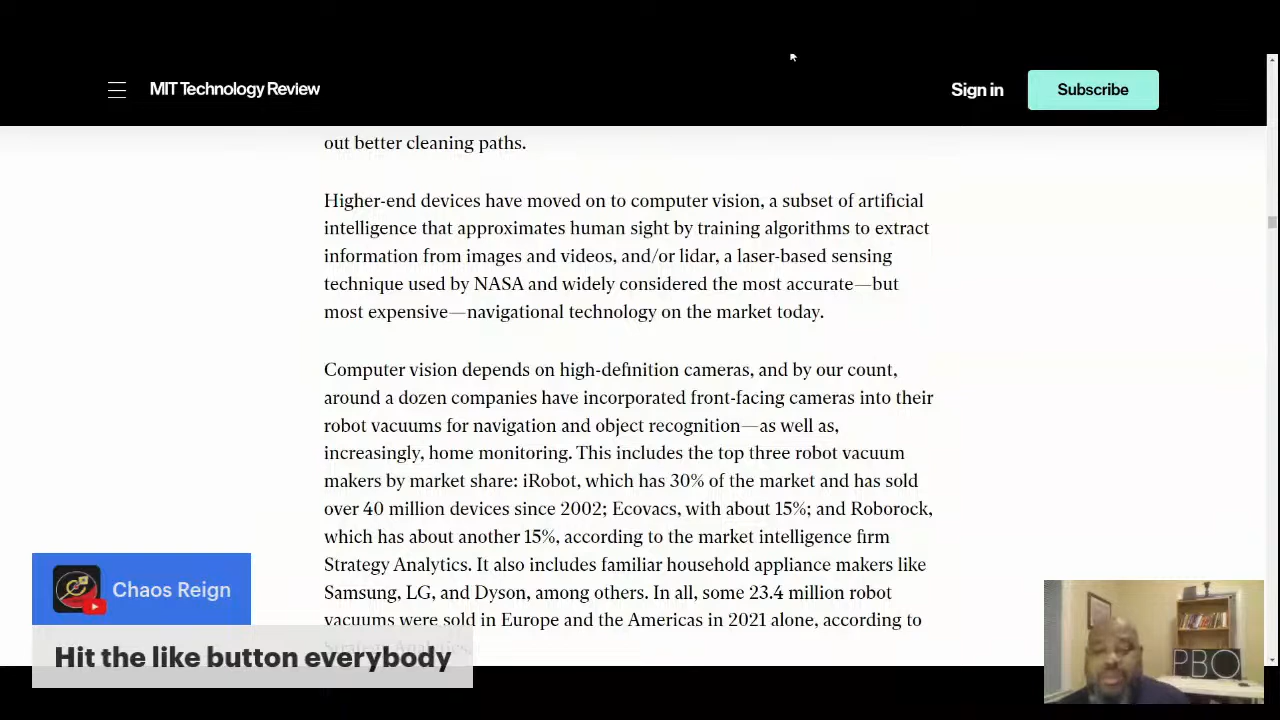 MIT Technology Review
Sign in
Subscribe
out better cleaning paths.
Higher-end devices have moved on to computer vision, a subset of artificial
intelligence that approximates human sight by training algorithms to extract
information from images and videos, and/or lidar, a laser-based sensing
technique used by NASA and widely considered the most accurate—but
most expensive—navigational technology on the market today.
Computer vision depends on high-definition cameras, and by our count,
around a dozen companies have incorporated front-facing cameras into their
robot vacuums for navigation and object recognition—as well as,
increasingly, home monitoring. This includes the top three robot vacuum
makers by market share: iRobot, which has 30% of the market and has sold
over 40 million devices since 2002; Ecovacs, with about 15%; and Roborock,
which has about another 15%, according to the market intelligence firm
Strategy Analytics. It also includes familiar household appliance makers like
Samsung, LG, and Dyson, among others. In all, some 23.4 million robot
vacuums were sold in Europe and the Americas in 2021 alone, according to
Strategy Analytics.
Chaos Reign
Hit the like button everybody
PBO